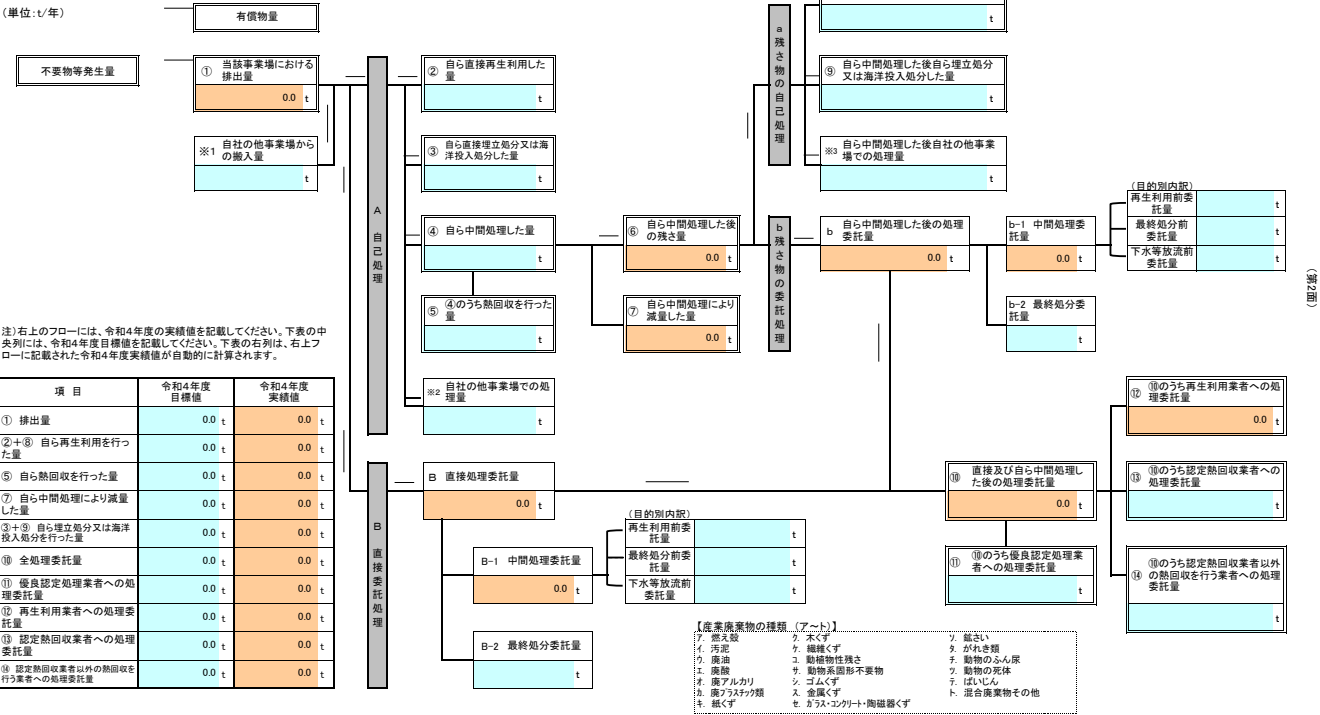 （単位:t/年）
有償物量
t
不要物等発生量
① 当該事業場における
排出量
0.0 t
※1 自社の他事業場から
の搬入量
t
A 自己処理
② 自ら直接再生利用した
量
t
③ 自ら直接埋立処分又は海
洋投入処分した量
t
④ 自ら中間処理した量
t
⑤ ④のうち熱回収を行った
量
t
※2 自社の他事業場での処
理量
t
⑥ 自ら中間処理した後
の残さ量
0.0 t
⑦ 自ら中間処理により
減量した量
0.0 t
a 残さ物の自己処理
⑨ 自ら中間処理した後自ら埋立処分
又は海洋投入処分した量
t
※3 自ら中間処理した後自社の他事業
場での処理量
t
b 残さ物の委託処理
b 自ら中間処理した後の処理
委託量
0.0 t
b-1 中間処理委
託量
0.0 t
b-2 最終処分委
託量
t
（目的別内訳）
再生利用前委
託量
t
最終処分前
委託量
t
下水等放流前
委託量
t
（第2面）
注）右上のフローには、令和４年度の実績値を記載してください。下表の中
央列には、令和４年度目標値を記載してください。下表の右列は、右上フ
ローに記載された令和４年度実績値が自動的に計算されます。
項 目 令和４年度
目標値 令和４年度
実績値
① 排出量 0.0 t 0.0 t
②＋⑧ 自ら再生利用を行っ
た量 0.0 t 0.0 t
⑤ 自ら熱回収を行った量 0.0 t 0.0 t
⑦ 自ら中間処理により減量
した量 0.0 t 0.0 t
③＋⑨ 自ら埋立処分又は海洋
投入処分を行った量 0.0 t 0.0 t
⑩ 全処理委託量 0.0 t 0.0 t
⑪ 優良認定処理業者への処
理委託量 0.0 t 0.0 t
⑫ 再生利用業者への処理委
託量 0.0 t 0.0 t
⑬ 認定熱回収業者への処理
委託量 0.0 t 0.0 t
⑭ 認定熱回収業者以外の熱回収を
行う業者への処理委託量 0.0 t 0.0 t
B 直接委託処理
B 直接処理委託量
0.0 t
B-1 中間処理委託量
0.0 t
B-2 最終処分委託量
t
（目的別内訳）
再生利用前委
託量
t
最終処分前委
託量
t
下水等放流前
委託量
t
⑩ 直接及び自ら中間処理し
た後の処理委託量
0.0 t
⑪ ⑩のうち優良認定処理業
者への処理委託量
t
⑫ ⑩のうち再生利用業者への処
理委託量
0.0 t
⑬ ⑩のうち認定熱回収業者への
処理委託量
t
⑭ ⑩のうち認定熱回収業者以外
の熱回収を行う業者への処理
委託量
t
【産業廃棄物の種類 （ア～ト）】
ア. 燃え殻
イ. 汚泥
ウ. 廃油
エ. 廃酸
オ. 廃アルカリ
カ. 廃プラスチック類
キ. 紙くず
ク. 木くず
ケ. 繊維くず
コ. 動植物性残さ
サ. 動物系固形不要物
シ. ゴムくず
ス. 金属くず
セ. ガラス・コンクリート・陶磁器くず
ソ. 鉱さい
タ. がれき類
チ. 動物のふん尿
ツ. 動物の死体
テ. ばいじん
ト. 混合廃棄物その他